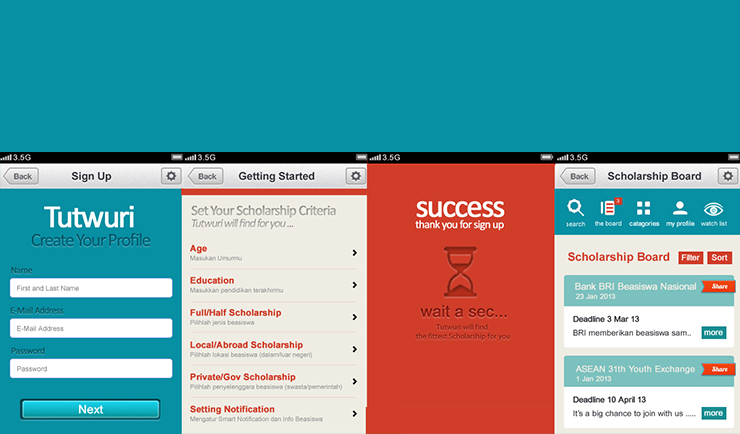 3.5G
Back
Sign Up
Tutwuri
Create Your Profile
Name
First and Last Name
E-Mail Address
E-Mail Address
Password
Password
Next
3.5G
Back
Getting Started
Set Your Scholarship Criteria
Tutwuri will find for you ...
Age
Masukan Umurmu
Education
Masukkan pendidikan terakhirmu
Full/Half Scholarship
Pilihlah jenis beasiswa
Local/Abroad Scholarship
Pilihlah lokasi beasiswa (dalam/luar negeri)
Private/Gov Scholarship
Pilihlah penyelenggara beasiswa (swasta/pemerintah)
Setting Notification
Mengatur Smart Notification dan Info Beasiswa
3.5G
success
thank you for sign up
wait a sec...
Tutwuri will find
the fittest Scholarship for you
3.5G
Back
Scholarship Board
3
search
the board
catagories
my profile
watch list
Scholarship Board
Filter
Sort
Bank BRI Beasiswa Nasional
Share
23 Jan 2013
Deadline 3 Mar 13
BRI memberikan beasiswa sam..
more
ASEAN 31th Youth Exchange
Share
1 Jan 2013
Deadline 10 April 13
It's a big chance to join with us .....
more